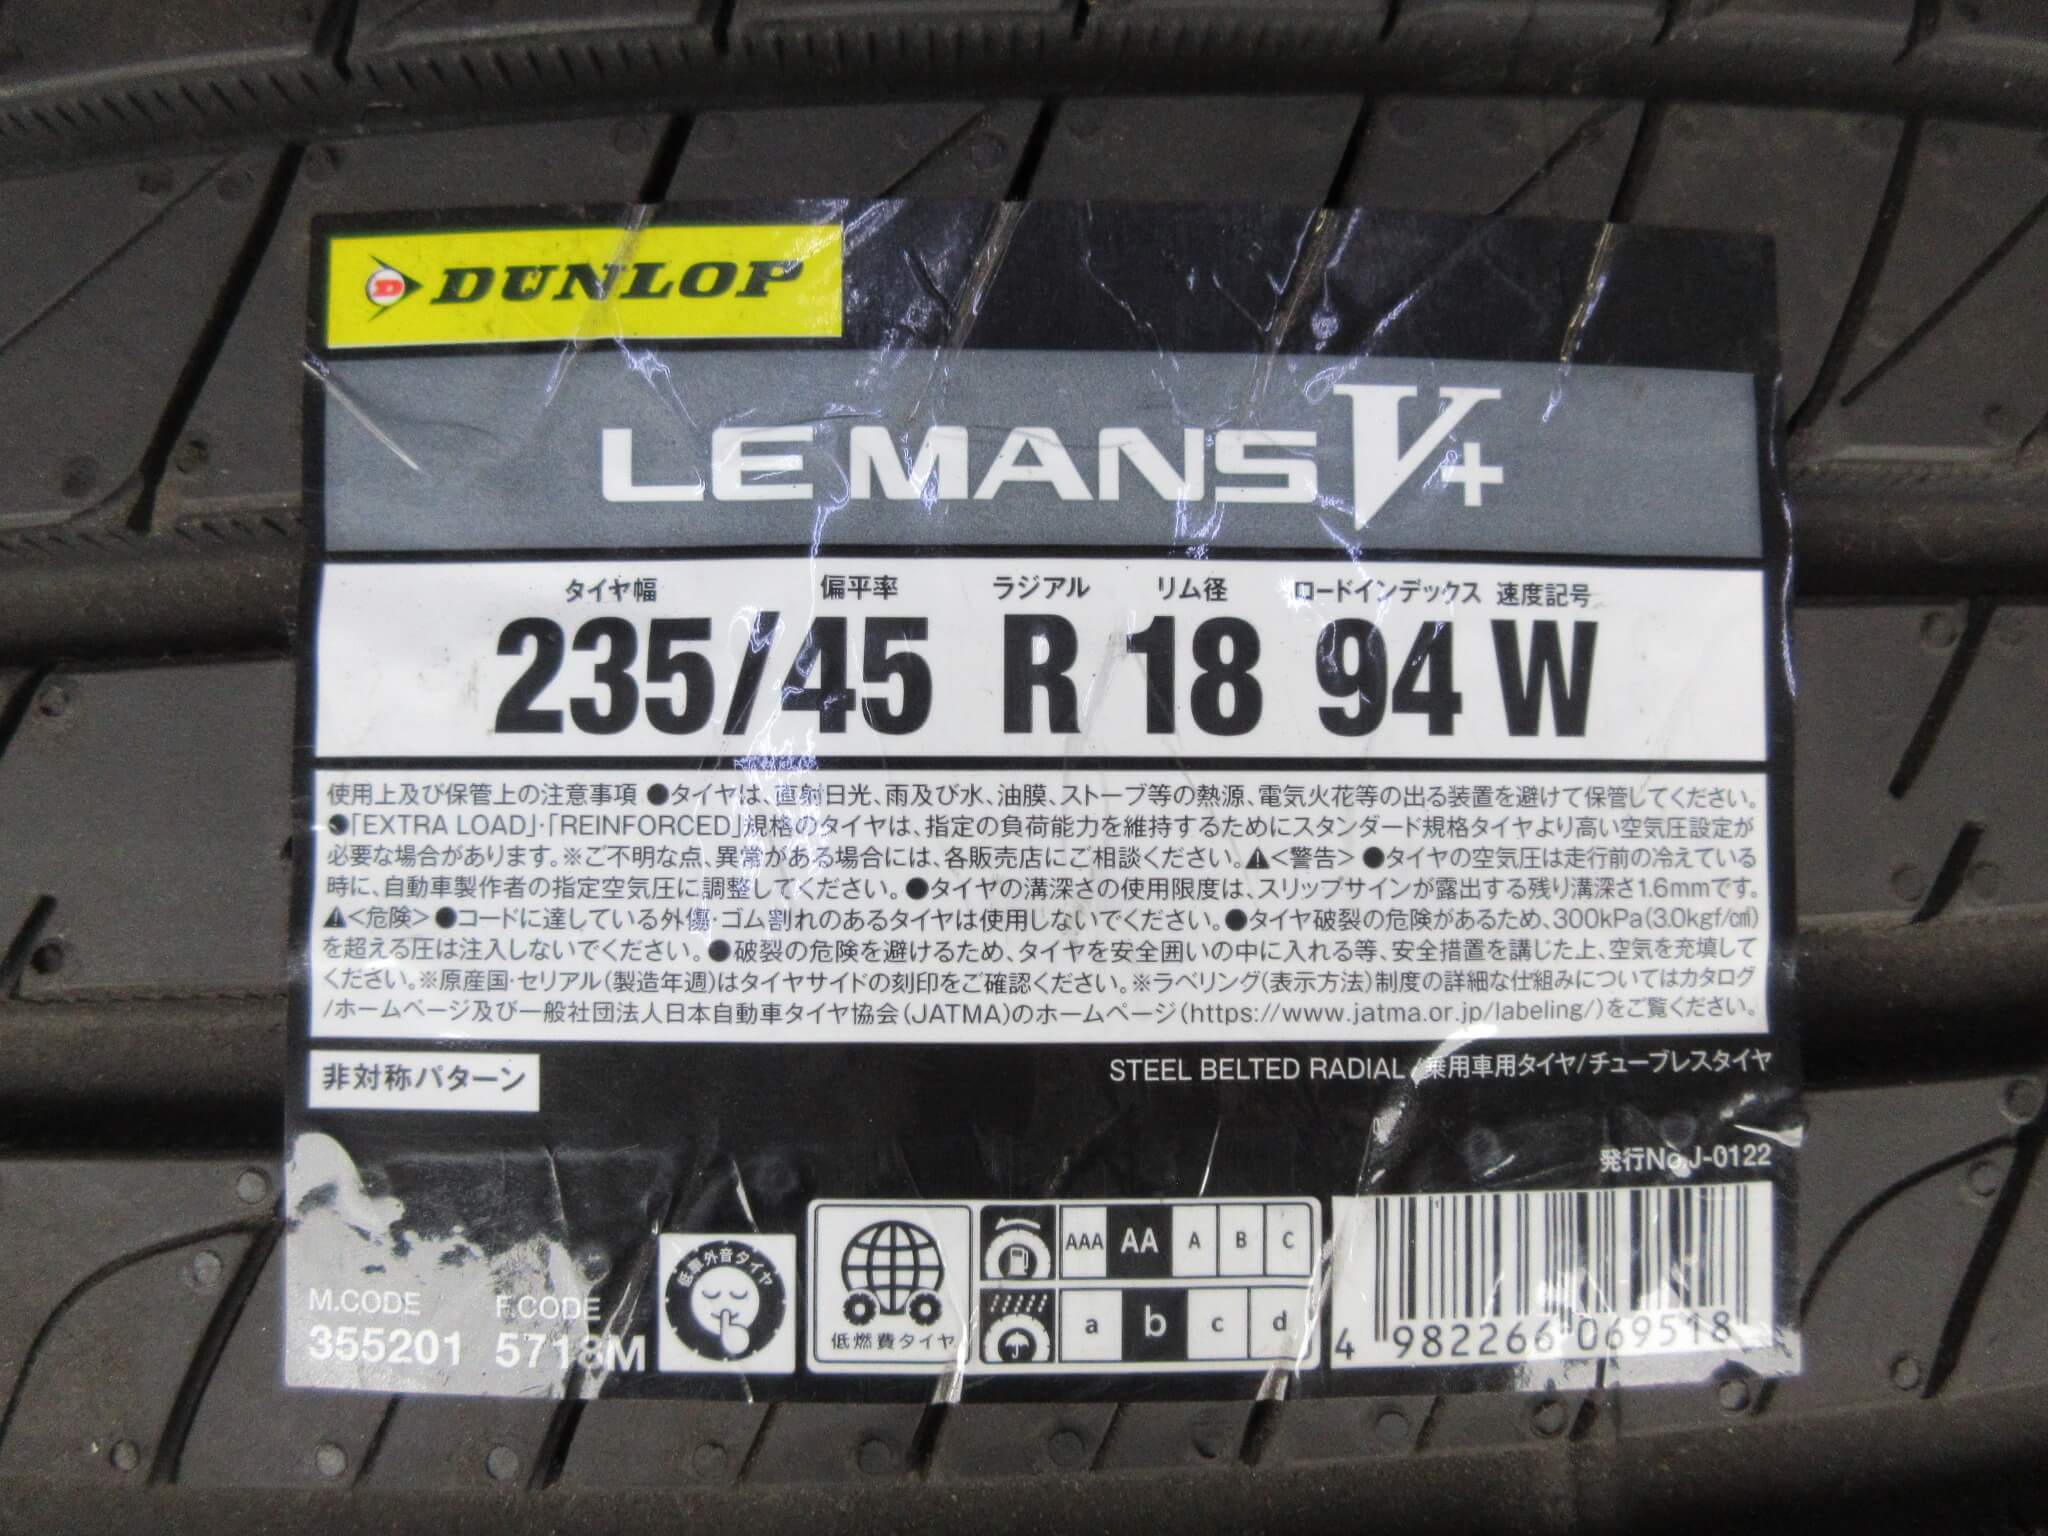 DUNLOP
LE MANS V+
タイヤ幅 偏平率 ラジアル リム径 ロードインデックス 速度記号
235/45 R 18 94 W
使用上及び保管上の注意事項 ●タイヤは、直射日光、雨及び水、油膜、ストーブ等の熱源、電気火花等の出る装置を避けて保管してください。
●「EXTRA LOAD」・「REINFORCED」規格のタイヤは、指定の負荷能力を維持するためにスタンダード規格タイヤより高い空気圧設定が
必要な場合があります。※ご不明な点、異常がある場合には、各販売店にご相談ください。⚠<警告> ●タイヤの空気圧は走行前の冷えている
時に、自動車製作者の指定空気圧に調整してください。●タイヤの溝深さの使用限度は、スリップサインが露出する残り溝深さ1.6mmです。
⚠<危険> ●コードに達している外傷・ゴム割れのあるタイヤは使用しないでください。●タイヤ破裂の危険があるため、300kPa(3.0kgf/c㎡)
を超える圧は注入しないでください。●破裂の危険を避けるため、タイヤを安全囲いの中に入れる等、安全措置を講じた上、空気を充填して
ください。※原産国・セリアル(製造年週)はタイヤサイドの刻印をご確認ください。※ラベリング(表示方法)制度の詳細な仕組みについてはカタログ
/ホームページ及び一般社団法人日本自動車タイヤ協会(JATMA)のホームページ(https://www.jatma.or.jp/labeling/)をご覧ください。
非対称パターン
STEEL BELTED RADIAL/乗用車用タイヤ/チューブレスタイヤ
発行No.J-0122
M.CODE F.CODE
355201 5718M
低車外音タイヤ
低燃費タイヤ
AAA AA A B C
a b c d
4 982266 069518